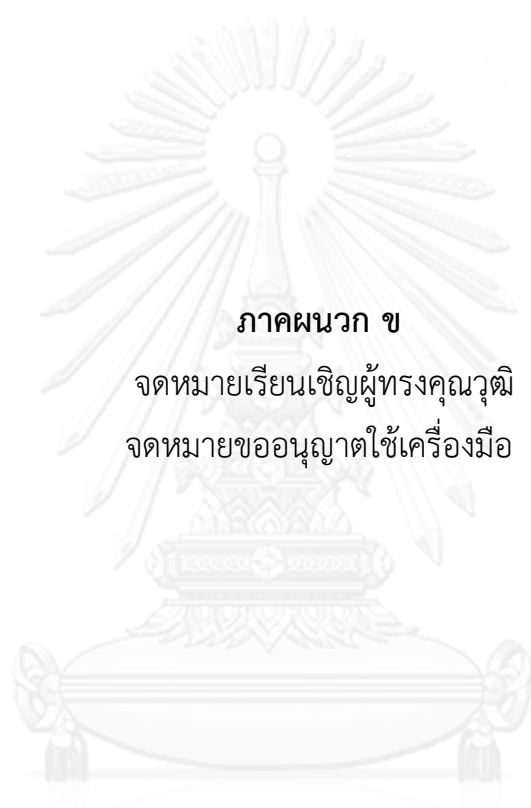 ภาคผนวก ข
จดหมายเรียนเชิญผู้ทรงคุณวุฒิ
จดหมายขออนุญาตใช้เครื่องมือ